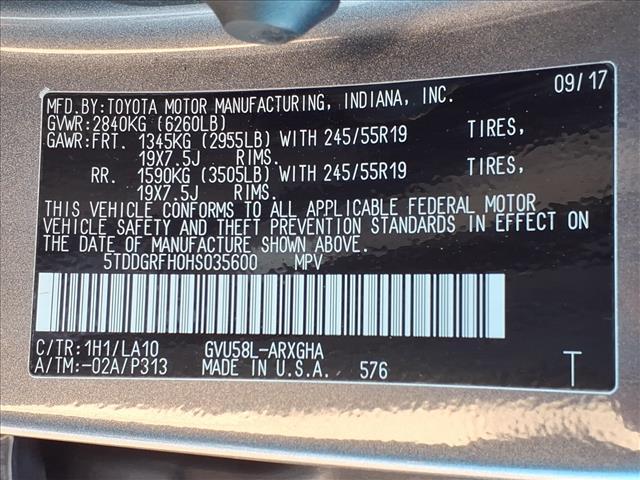 MFD.BY:TOYOTA MOTOR MANUFACTURING, INDIANA, INC. 09/17
GVWR:2840KG (6260LB)
GAWR:FRT. 1345KG (2955LB) WITH 245/55R19 TIRES,
19X7.5J RIMS.
RR. 1590KG (3505LB) WITH 245/55R19 TIRES,
19X7.5J RIMS.
THIS VEHICLE CONFORMS TO ALL APPLICABLE FEDERAL MOTOR
VEHICLE SAFETY AND THEFT PREVENTION STANDARDS IN EFFECT ON
THE DATE OF MANUFACTURE SHOWN ABOVE.
5TDDGRFH0HS035600 MPV
C/TR:1H1/LA10 GVU58L-ARXGHA
A/TM:-02A/P313 MADE IN U.S.A. 576 T